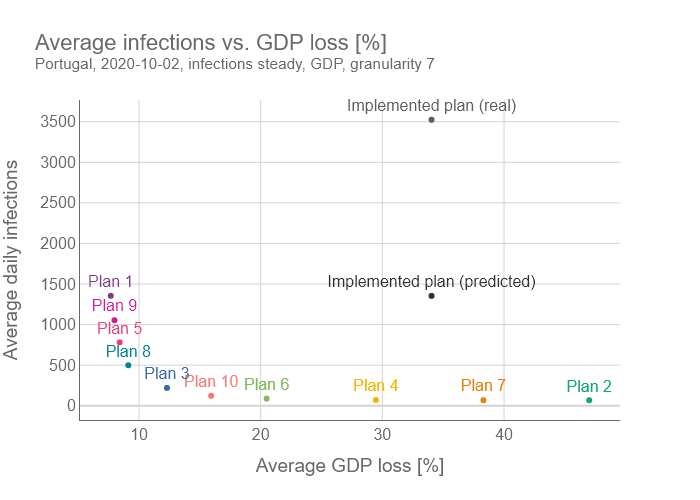 Average infections vs. GDP loss [%]
Portugal, 2020-10-02, infections steady, GDP, granularity 7
Implemented plan (real)
3500
3000
2500
2000
Implemented plan (predicted)
1500
Plan 1
Plan 9
1000
Plan 5
Plan 8
500
Plan 3
Plan 10
Plan 6
Plan 4
Plan 7
Plan 2
0
10
20
30
40
Average GDP loss [%]
Average daily infections